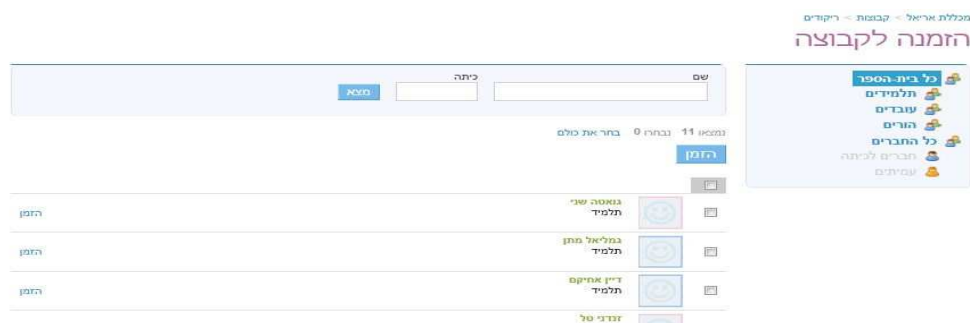 מכללת אריאל > קבוצות > ריקודים
הזמנה לקבוצה
כל בית-הספר
תלמידים
עובדים
הורים
כל החברים
חברים לכיתה
עמיתים
שם
כיתה
מצא
נמצאו 11 נבחרו 0 בחר את כולם
הזמן
גואטה שני
תלמיד
הזמן
גמליאל מתן
תלמיד
הזמן
דיין אחיקם
תלמיד
הזמן
זנדני טל